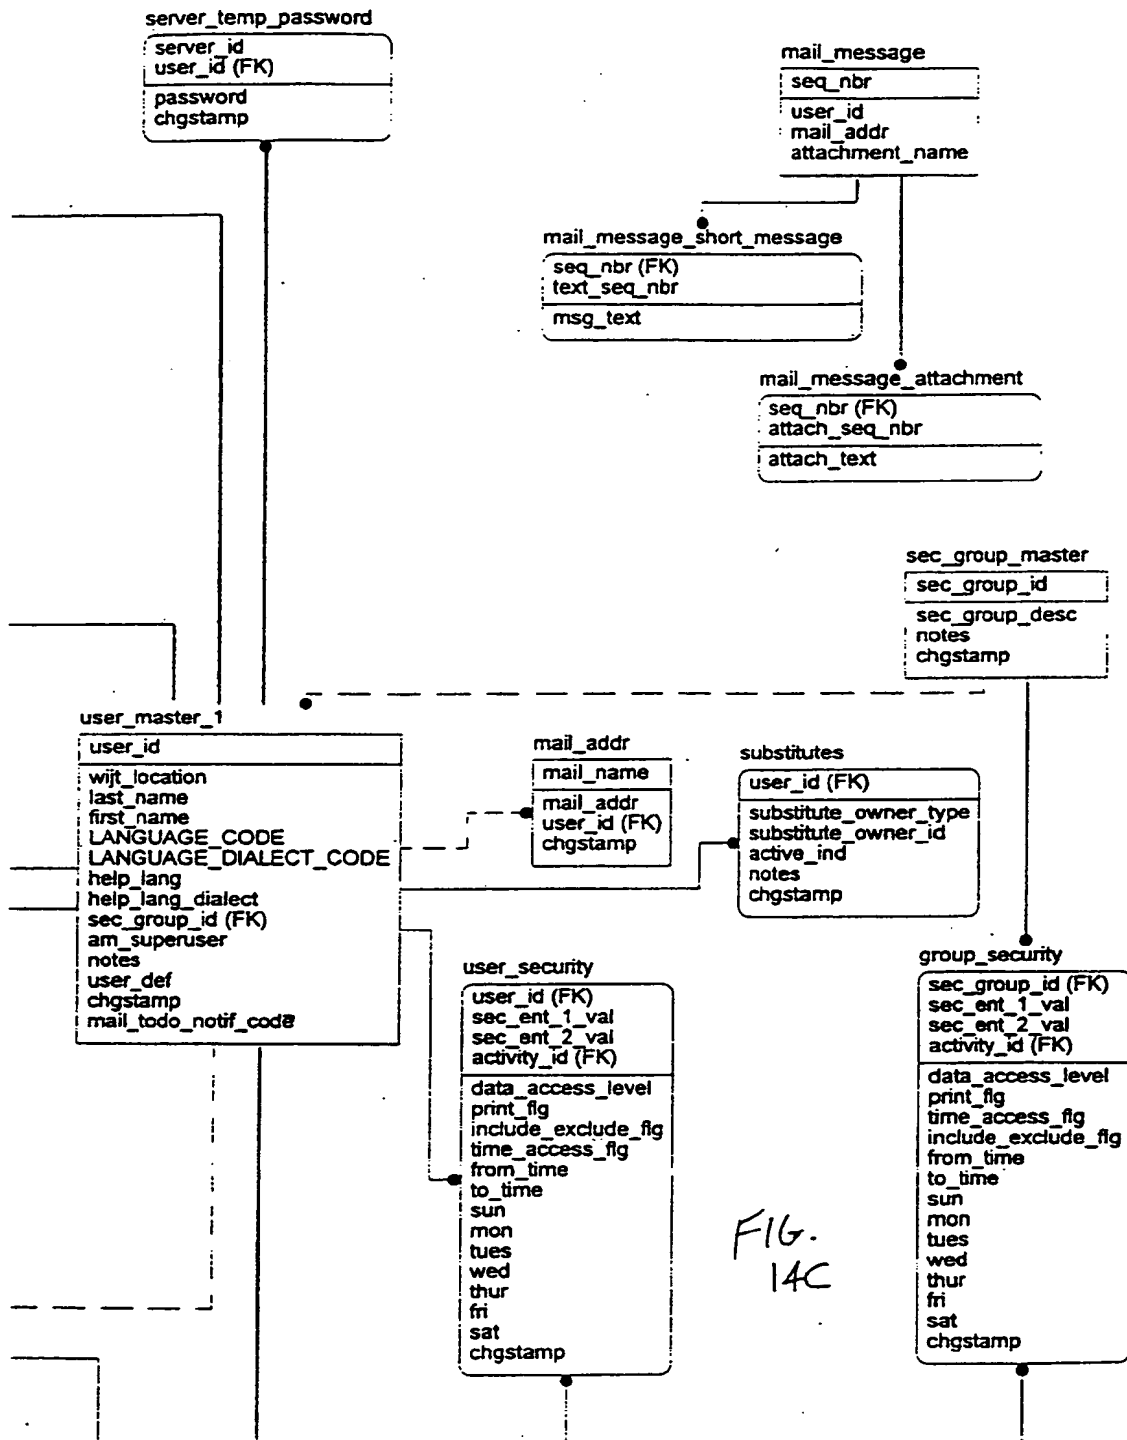 server_temp_password
server_id
user_id (FK)
password
chgstamp
mail_message
seq_nbr
user_id
mail_addr
attachment_name
mail_message_short_message
seq_nbr (FK)
text_seq_nbr
msg_text
mail_message_attachment
seq_nbr (FK)
attach_seq_nbr
attach_text
sec_group_master
sec_group_id
sec_group_desc
notes
chgstamp
user_master_1
user_id
wijt_location
last_name
first_name
LANGUAGE_CODE
LANGUAGE_DIALECT_CODE
help_lang
help_lang_dialect
sec_group_id (FK)
am_superuser
notes
user_def
chgstamp
mail_todo_notif_code
mail_addr
mail_name
mail_addr
user_id (FK)
chgstamp
substitutes
user_id (FK)
substitute_owner_type
substitute_owner_id
active_ind
notes
chgstamp
user_security
user_id (FK)
sec_ent_1_val
sec_ent_2_val
activity_id (FK)
data_access_level
print_flg
include_exclude_flg
time_access_flg
from_time
to_time
sun
mon
tues
wed
thur
fri
sat
chgstamp
group_security
sec_group_id (FK)
sec_ent_1_val
sec_ent_2_val
activity_id (FK)
data_access_level
print_flg
time_access_flg
include_exclude_flg
from_time
to_time
sun
mon
tues
wed
thur
fri
sat
chgstamp
FIG.
14C